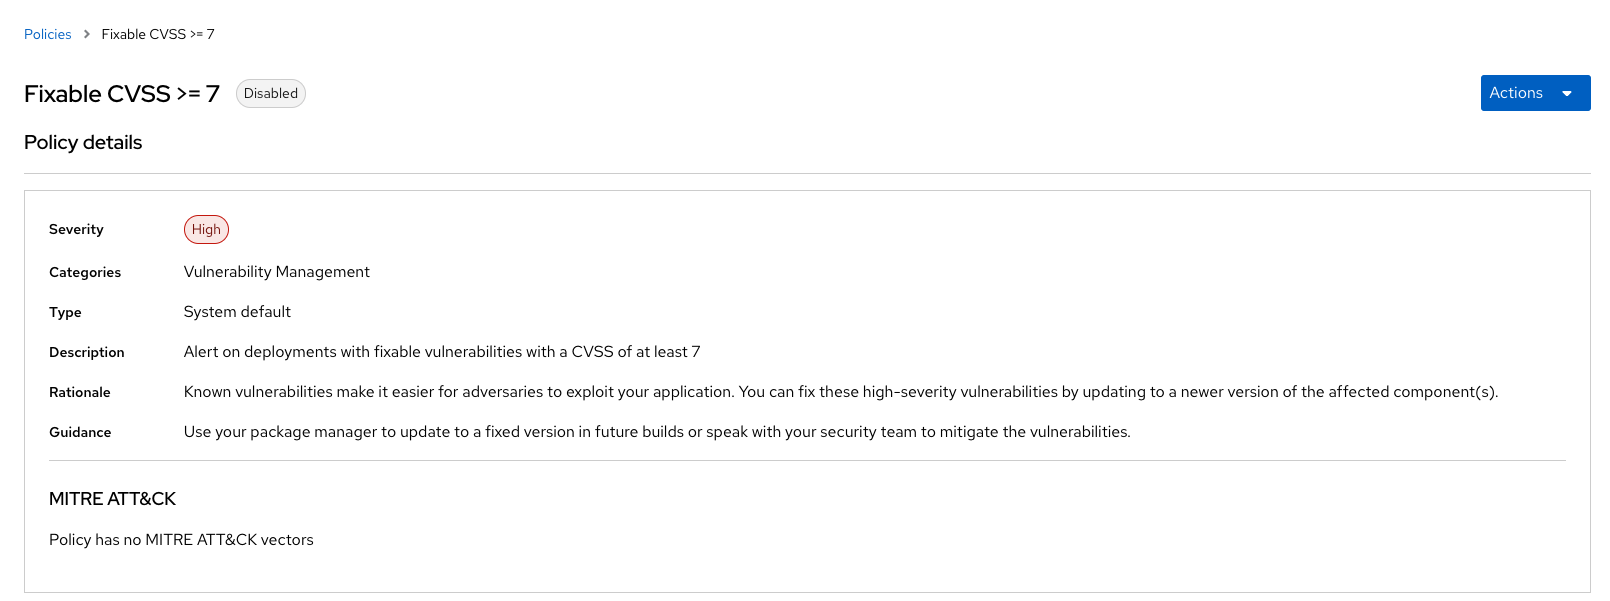 Policies > Fixable CVSS >= 7
Fixable CVSS >= 7 Disabled
Actions
Policy details
Severity High
Categories Vulnerability Management
Type System default
Description Alert on deployments with fixable vulnerabilities with a CVSS of at least 7
Rationale Known vulnerabilities make it easier for adversaries to exploit your application. You can fix these high-severity vulnerabilities by updating to a newer version of the affected component(s).
Guidance Use your package manager to update to a fixed version in future builds or speak with your security team to mitigate the vulnerabilities.
MITRE ATT&CK
Policy has no MITRE ATT&CK vectors